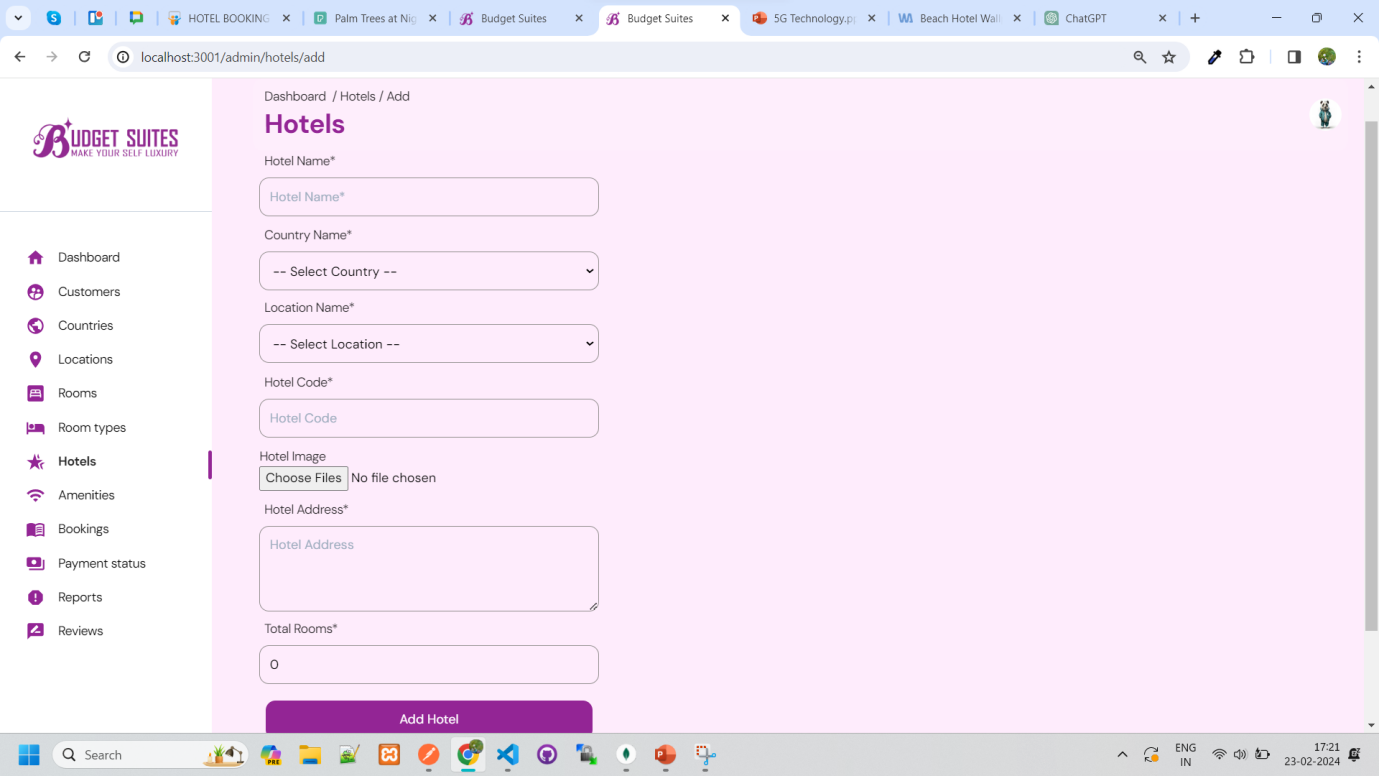 HOTEL BOOKING
Palm Trees at Nig
Budget Suites
Budget Suites
5G Technology.pp
Beach Hotel Wall
ChatGPT
localhost:3001/admin/hotels/add
BUDGET SUITES
MAKE YOUR SELF LUXURY
Dashboard
Customers
Countries
Locations
Rooms
Room types
Hotels
Amenities
Bookings
Payment status
Reports
Reviews
Dashboard / Hotels / Add
Hotels
Hotel Name*
Hotel Name*
Country Name*
-- Select Country --
Location Name*
-- Select Location --
Hotel Code*
Hotel Code
Hotel Image
Choose Files No file chosen
Hotel Address*
Hotel Address
Total Rooms*
0
Add Hotel
Search
PRE
ENG
IN
17:21
23-02-2024